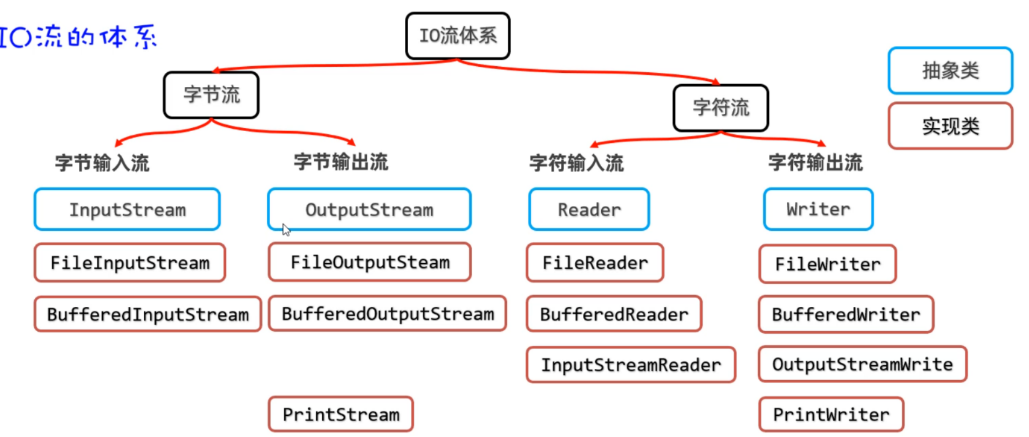 IO流的体系
IO流体系
抽象类
字节流
字符流
实现类
字节输入流
字节输出流
字符输入流
字符输出流
InputStream
OutputStream
Reader
Writer
FileInputStream
FileOutputSteam
FileReader
FileWriter
BufferedInputStream
BufferedOutputStream
BufferedReader
BufferedWriter
InputStreamReader
OutputStreamWrite
PrintStream
PrintWriter